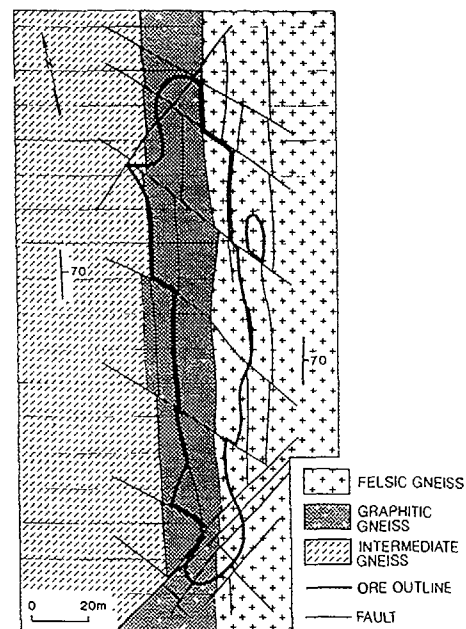 70
70
FELSIC GNEISS
GRAPHITIC
GNEISS
INTERMEDIATE
GNEISS
ORE OUTLINE
FAULT
0 20m